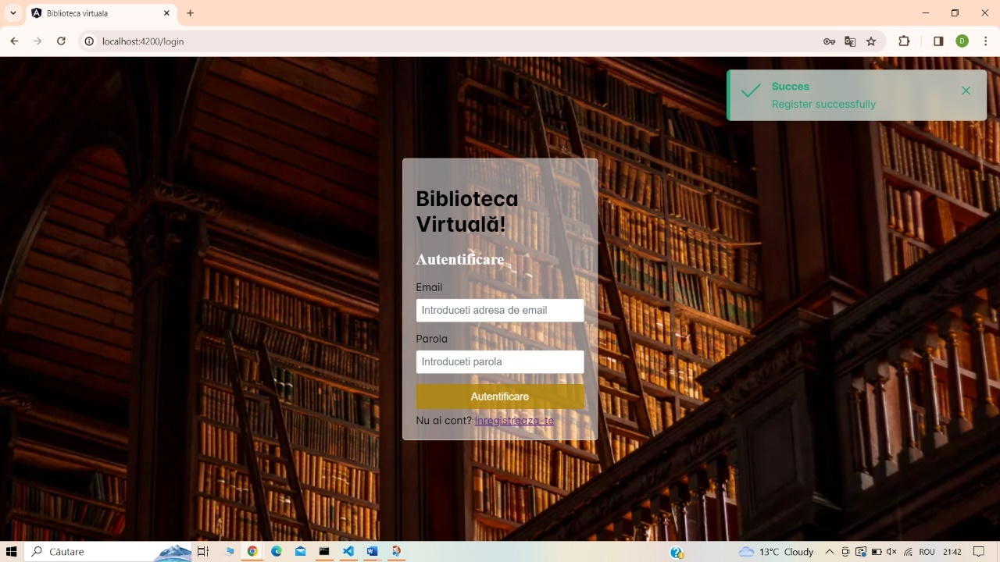 Biblioteca virtuala
localhost:4200/login
D
Succes
Register successfully
Biblioteca
Virtuală!
Autentificare
Email
Introduceti adresa de email
Parola
Introduceti parola
Autentificare
Nu ai cont? Inregistreaza-te
Căutare
13°C Cloudy
ROU
21:42